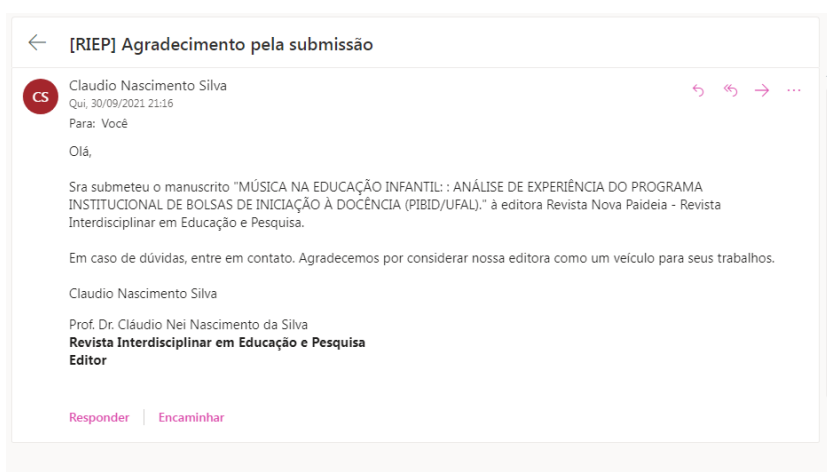 [RIEP] Agradecimento pela submissão
CS
Claudio Nascimento Silva
Qui, 30/09/2021 21:16
Para: Você
Olá,
Sra submeteu o manuscrito "MÚSICA NA EDUCAÇÃO INFANTIL: : ANÁLISE DE EXPERIÊNCIA DO PROGRAMA
INSTITUCIONAL DE BOLSAS DE INICIAÇÃO À DOCÊNCIA (PIBID/UFAL)." à editora Revista Nova Paideia - Revista
Interdisciplinar em Educação e Pesquisa.
Em caso de dúvidas, entre em contato. Agradecemos por considerar nossa editora como um veículo para seus trabalhos.
Claudio Nascimento Silva
Prof. Dr. Cláudio Nei Nascimento da Silva
Revista Interdisciplinar em Educação e Pesquisa
Editor
Responder
Encaminhar